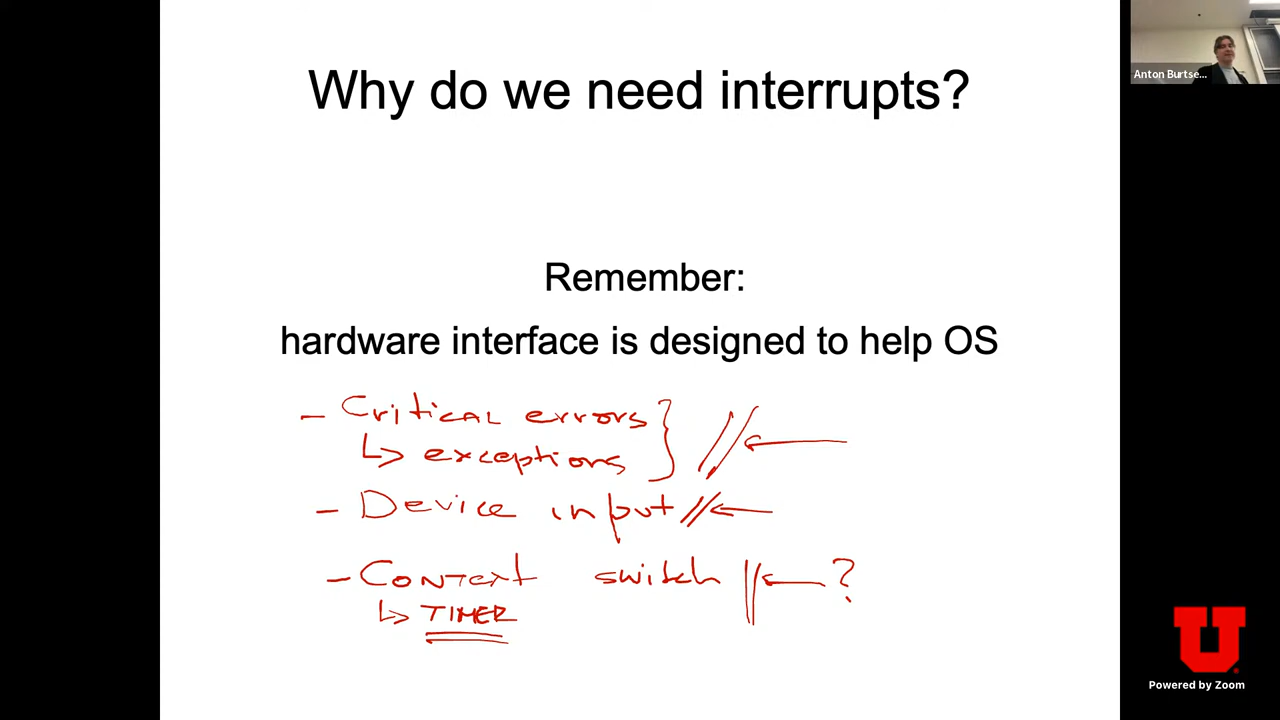 Why do we need interrupts?
Anton Burtse...
Remember:
hardware interface is designed to help OS
- Critical errors
↳ exceptions
- Device input
- Context switch ?
↳ TIMER
U
Powered by Zoom